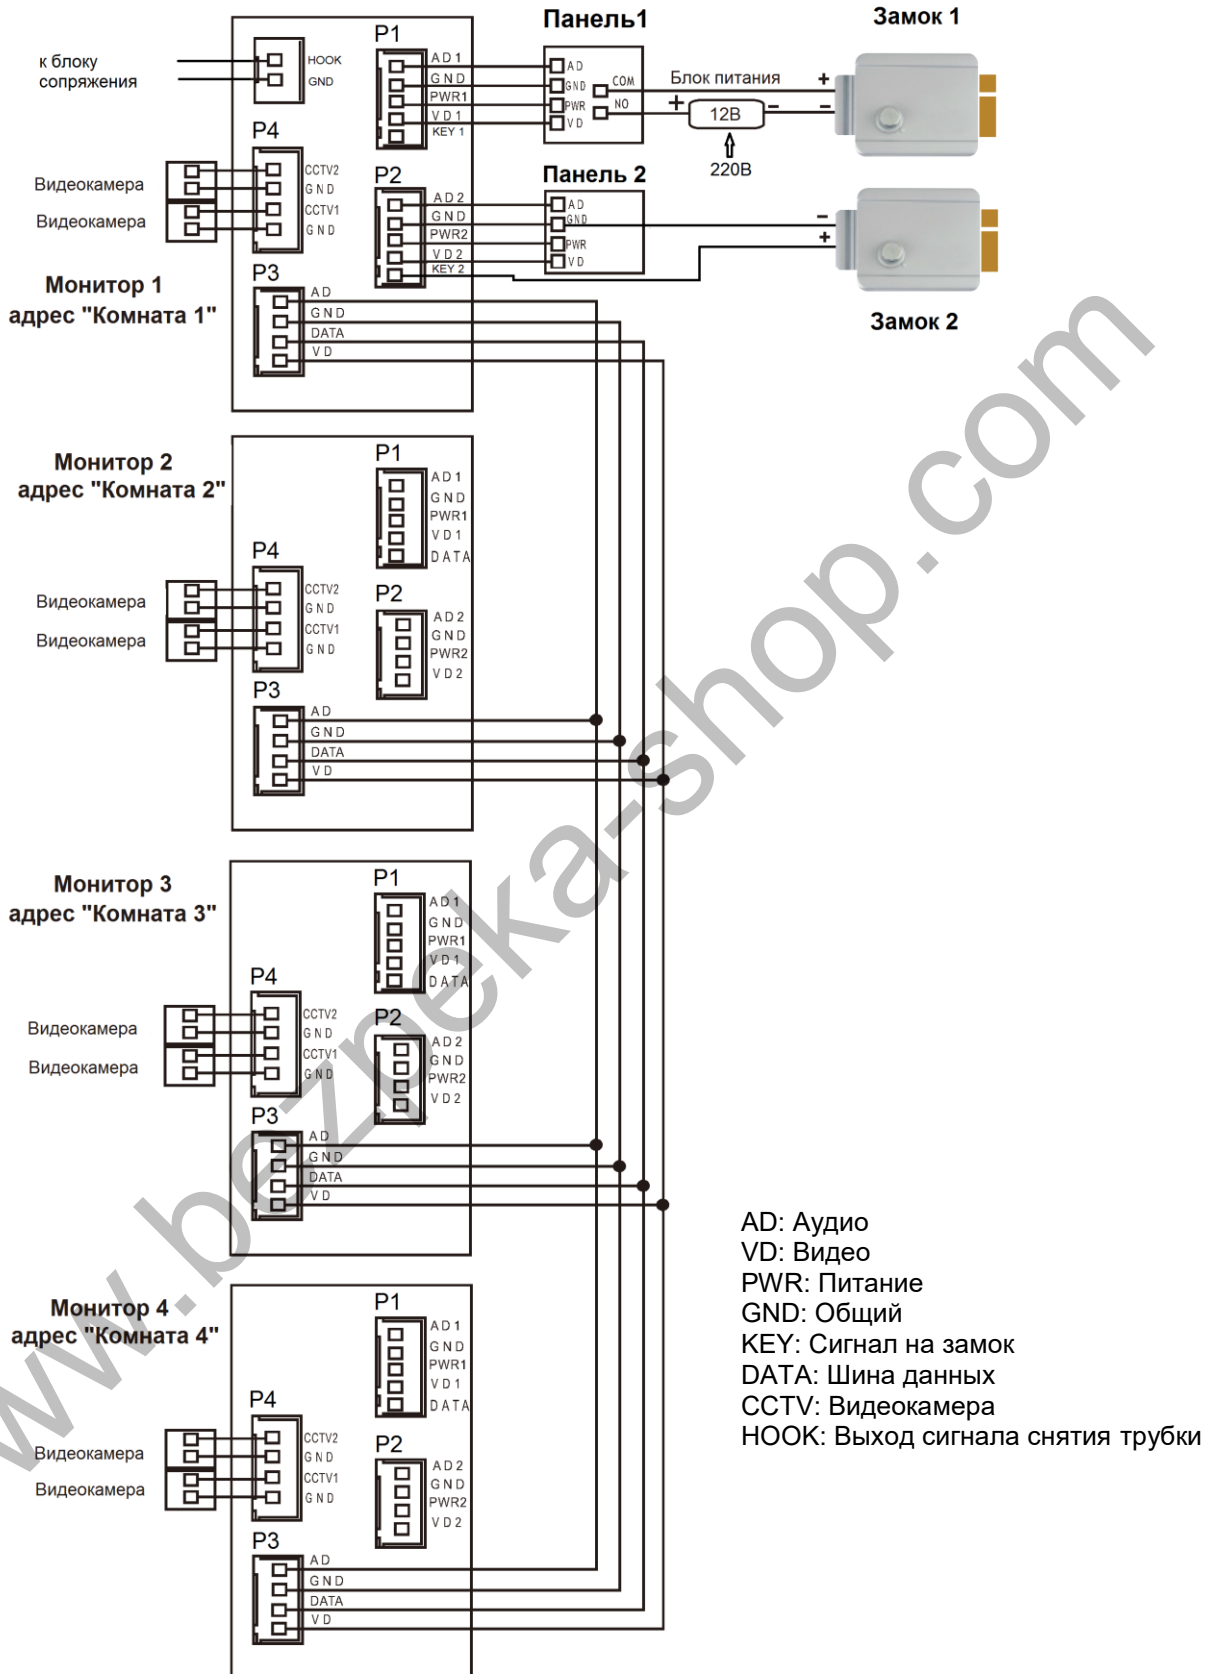 Панель1
Замок 1
к блоку
сопряжения
HOOK
GND
P1
AD1
GND
PWR1
VD1
KEY 1
AD
GND
PWR
VD
COM
NO
Блок питания
+
-
+
-
12В
220В
P4
CCTV2
GND
CCTV1
GND
Видеокамера
Видеокамера
P2
AD2
GND
PWR2
VD2
KEY 2
Панель 2
AD
GND
PWR
VD
-
+
Замок 2
Монитор 1
адрес "Комната 1"
P3
AD
GND
DATA
VD
Монитор 2
адрес "Комната 2"
P1
AD1
GND
PWR1
VD1
DATA
P4
CCTV2
GND
CCTV1
GND
Видеокамера
Видеокамера
P2
AD2
GND
PWR2
VD2
P3
AD
GND
DATA
VD
Монитор 3
адрес "Комната 3"
P1
AD1
GND
PWR1
VD1
DATA
P4
CCTV2
GND
CCTV1
GND
Видеокамера
Видеокамера
P2
AD2
GND
PWR2
VD2
P3
AD
GND
DATA
VD
AD: Аудио
VD: Видео
PWR: Питание
GND: Общий
KEY: Сигнал на замок
DATA: Шина данных
CCTV: Видеокамера
HOOK: Выход сигнала снятия трубки
Монитор 4
адрес "Комната 4"
P1
AD1
GND
PWR1
VD1
DATA
P4
CCTV2
GND
CCTV1
GND
Видеокамера
Видеокамера
P2
AD2
GND
PWR2
VD2
P3
AD
GND
DATA
VD
www.bezpeka-shop.com